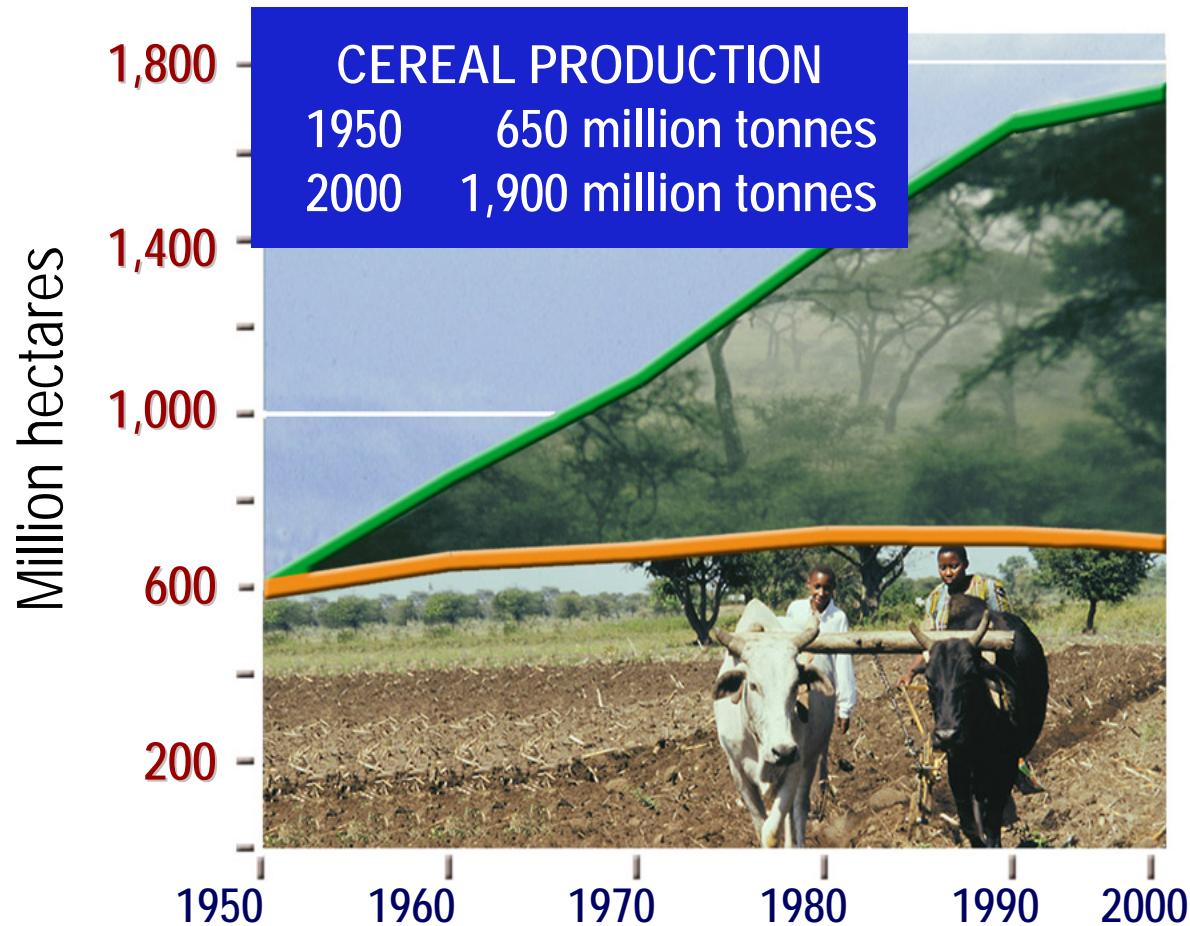 CEREAL PRODUCTION
1950 650 million tonnes
2000 1,900 million tonnes
Million hectares
1,800
1,400
1,000
600
200
1950 1960 1970 1980 1990 2000